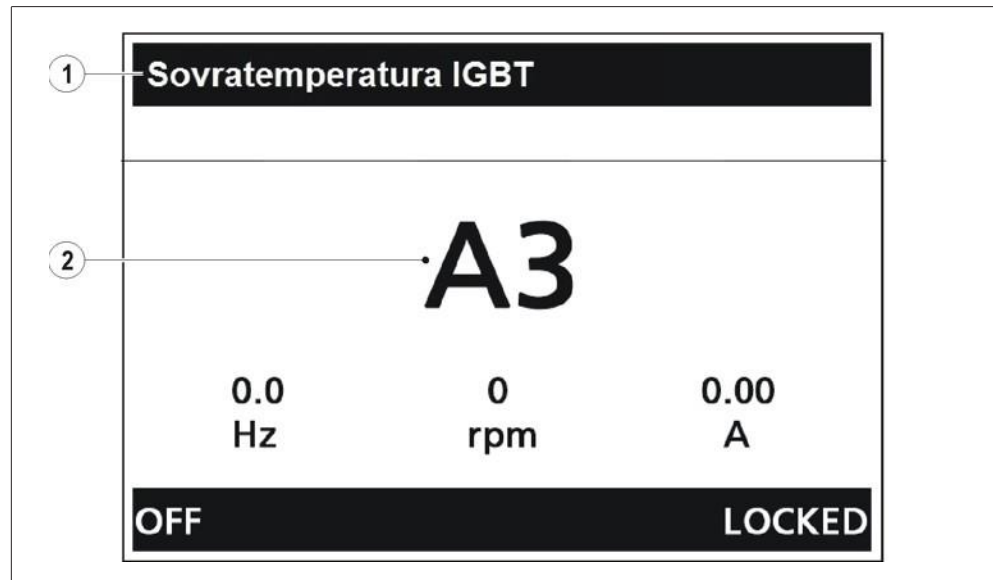 1
Sovratemperatura IGBT
2
A3
0.0 0 0.00
Hz rpm A
OFF LOCKED